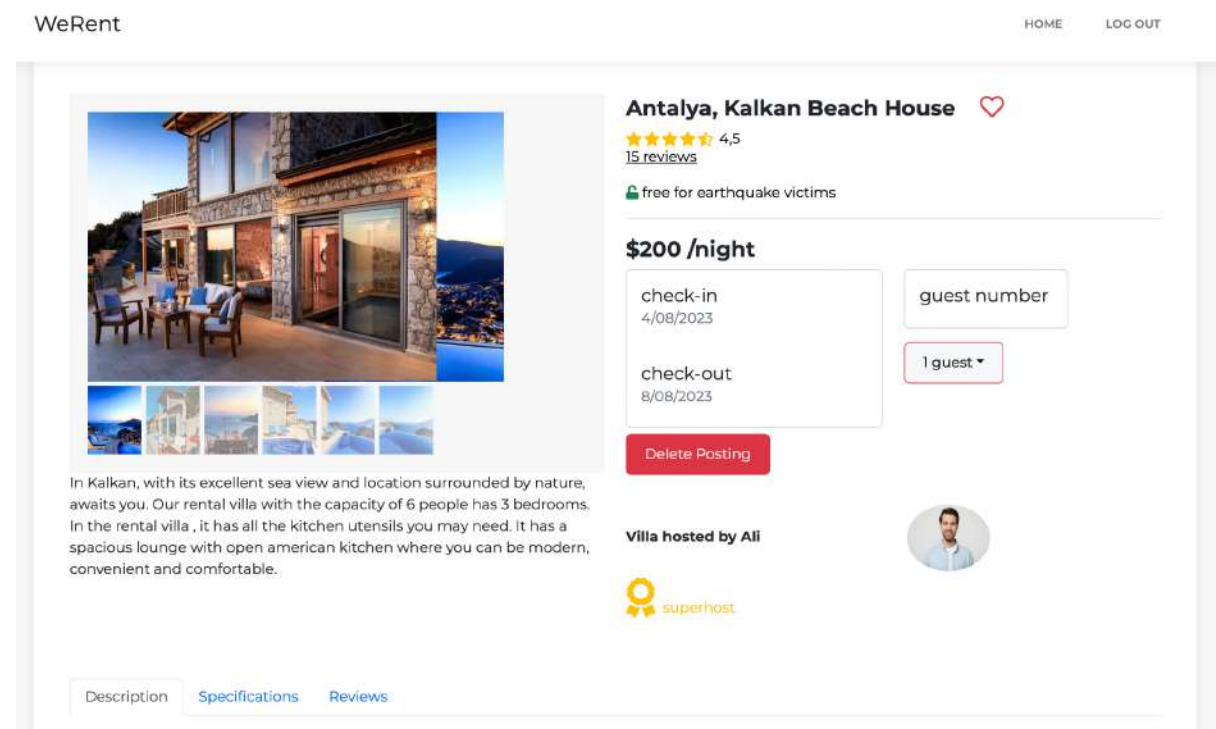 WeRent
HOME
LOG OUT
Antalya, Kalkan Beach House
4,5
15 reviews
free for earthquake victims
$200 /night
check-in
4/08/2023
check-out
8/08/2023
guest number
1 guest
Delete Posting
In Kalkan, with its excellent sea view and location surrounded by nature,
awaits you. Our rental villa with the capacity of 6 people has 3 bedrooms.
In the rental villa , it has all the kitchen utensils you may need. It has a
spacious lounge with open american kitchen where you can be modern,
convenient and comfortable.
Villa hosted by Ali
superhost
Description
Specifications
Reviews